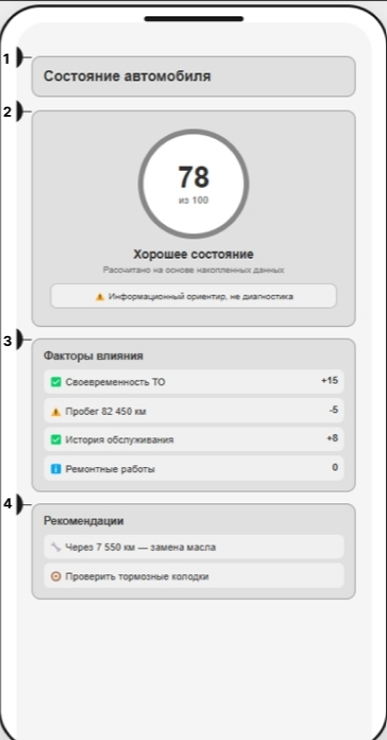 1
Состояние автомобиля
2
78
из 100
Хорошее состояние
Рассчитано на основе накопленных данных
Информационный ориентир, не диагностика
3
Факторы влияния
Своевременность ТО +15
Пробег 82 450 км -5
История обслуживания +8
Ремонтные работы 0
4
Рекомендации
Через 7 550 км — замена масла
Проверить тормозные колодки